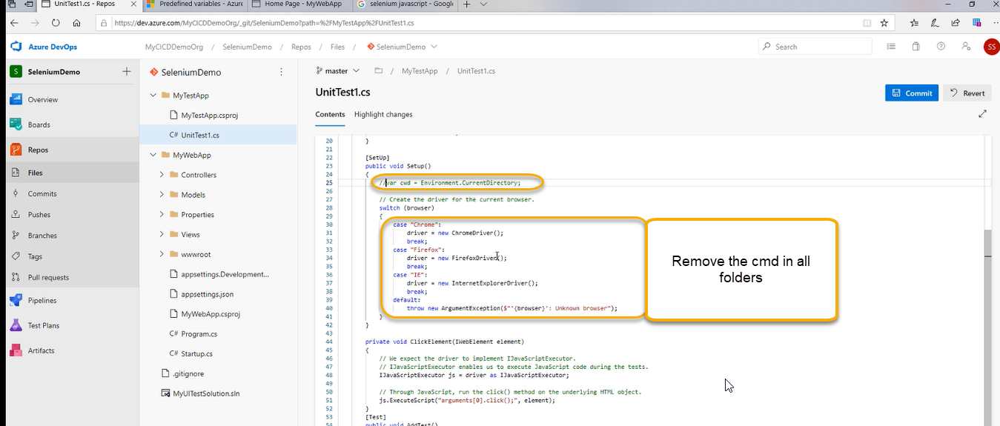 UnitTest1.cs - Repos
Predefined variables - Azure
Home Page - MyWebApp
selenium javascript - Google
https://dev.azure.com/MyCICDDemoOrg/_git/SeleniumDemo?path=%2FMyTestApp%2FUnitTest1.cs
Azure DevOps
MyCICDDemoOrg / SeleniumDemo / Repos / Files / SeleniumDemo
Search
SS
S SeleniumDemo
Overview
Boards
Repos
Files
Commits
Pushes
Branches
Tags
Pull requests
Pipelines
Test Plans
Artifacts
SeleniumDemo
MyTestApp
MyTestApp.csproj
C# UnitTest1.cs
MyWebApp
Controllers
Models
Properties
Views
wwwroot
appsettings.Development...
appsettings.json
MyWebApp.csproj
C# Program.cs
C# Startup.cs
.gitignore
MyUITestSolution.sln
master / MyTestApp / UnitTest1.cs
UnitTest1.cs
Commit
Revert
Contents
Highlight changes
20 }
21
22 [SetUp]
23 public void Setup()
24 {
25 //var cwd = Environment.CurrentDirectory;
26
27 // Create the driver for the current browser.
28 switch (browser)
29 {
30 case "Chrome":
31 driver = new ChromeDriver();
32 break;
33 case "Firefox":
34 driver = new FirefoxDriver();
35 break;
36 case "IE":
37 driver = new InternetExplorerDriver();
38 break;
39 default:
40 throw new ArgumentException($"'{browser}': Unknown browser");
41 }
42 }
43
44 private void ClickElement(IWebElement element)
45 {
46 // We expect the driver to implement IJavaScriptExecutor.
47 // IJavaScriptExecutor enables us to execute JavaScript code during the tests.
48 IJavaScriptExecutor js = driver as IJavaScriptExecutor;
49
50 // Through JavaScript, run the click() method on the underlying HTML object.
51 js.ExecuteScript("arguments[0].click();", element);
52 }
53 [Test]
54 public void AddTest()
Remove the cmd in all
folders